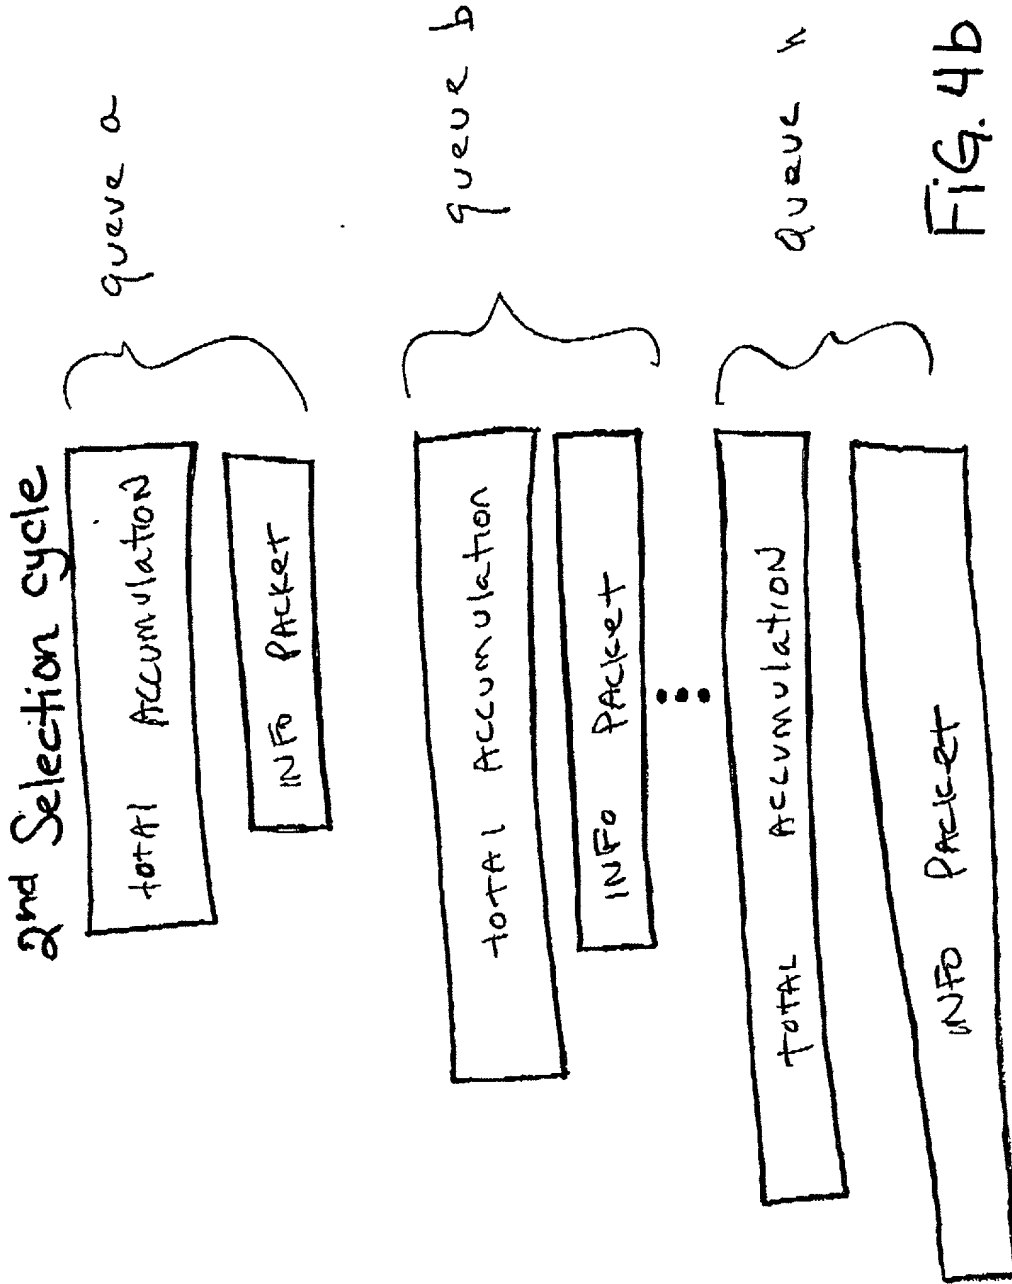 2nd Selection cycle
totAl ACCUMulAtiON
queue a
INFo PACKET
totAl ACCumulation
queue b
INFo PACKet
totAL ACCUMulatiON
queue n
INFO PACKet
FiG. 4b